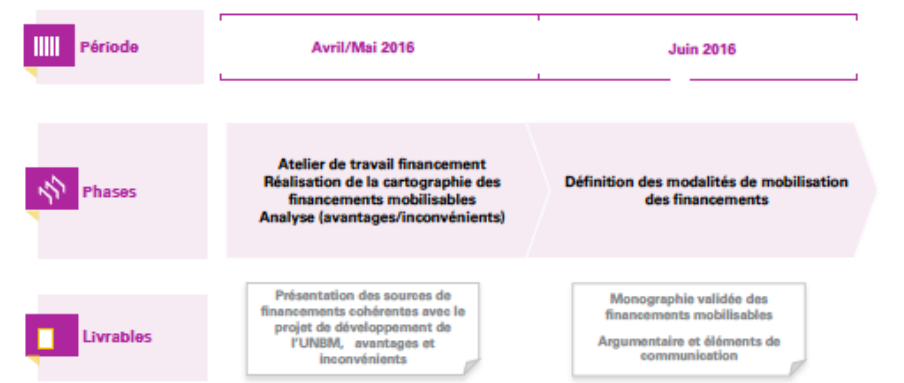 Période
Avril/Mai 2016
Juin 2016
Phases
Atelier de travail financement
Réalisation de la cartographie des
financements mobilisables
Analyse (avantages/inconvénients)
Définition des modalités de mobilisation
des financements
Livrables
Présentation des sources de
financements cohérentes avec le
projet de développement de
l'UNBM, avantages et
inconvénients
Monographie validée des
financements mobilisables
Argumentaire et éléments de
communication